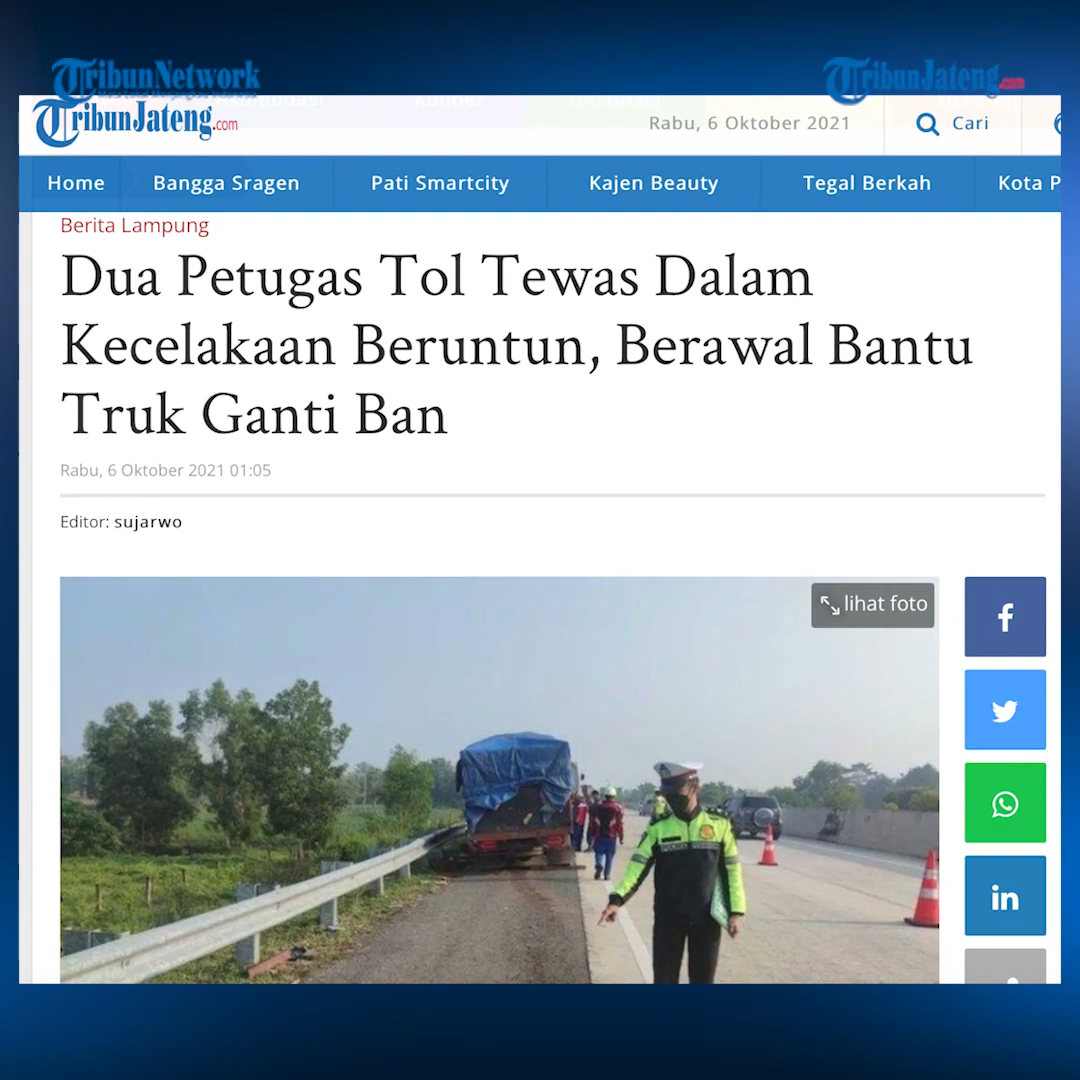 TribunNetwork
TribunJateng.com
TribunJateng.com
Rabu, 6 Oktober 2021
Cari
Home
Bangga Sragen
Pati Smartcity
Kajen Beauty
Tegal Berkah
Kota P
Berita Lampung
Dua Petugas Tol Tewas Dalam
Kecelakaan Beruntun, Berawal Bantu
Truk Ganti Ban
Rabu, 6 Oktober 2021 01:05
Editor: sujarwo
lihat foto